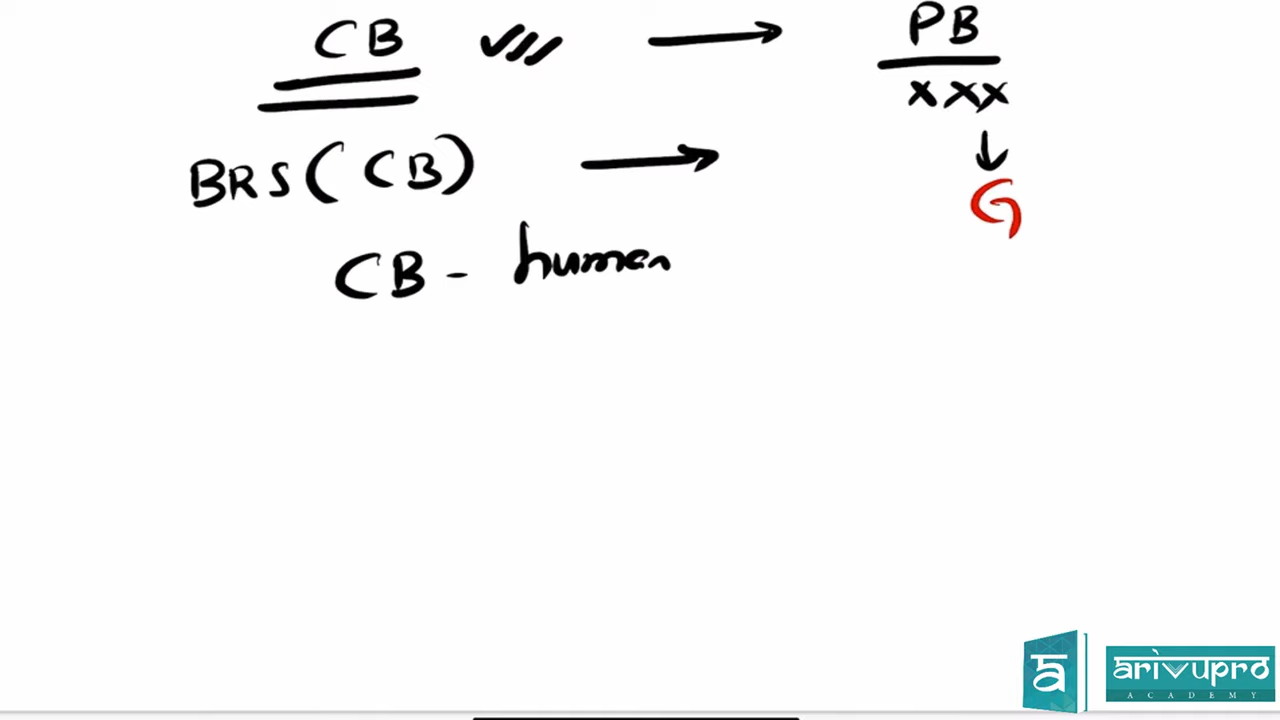 CB → PB
xxx
BRS (CB) → ↓
G
CB - human
ā arivupro
ACADEMY